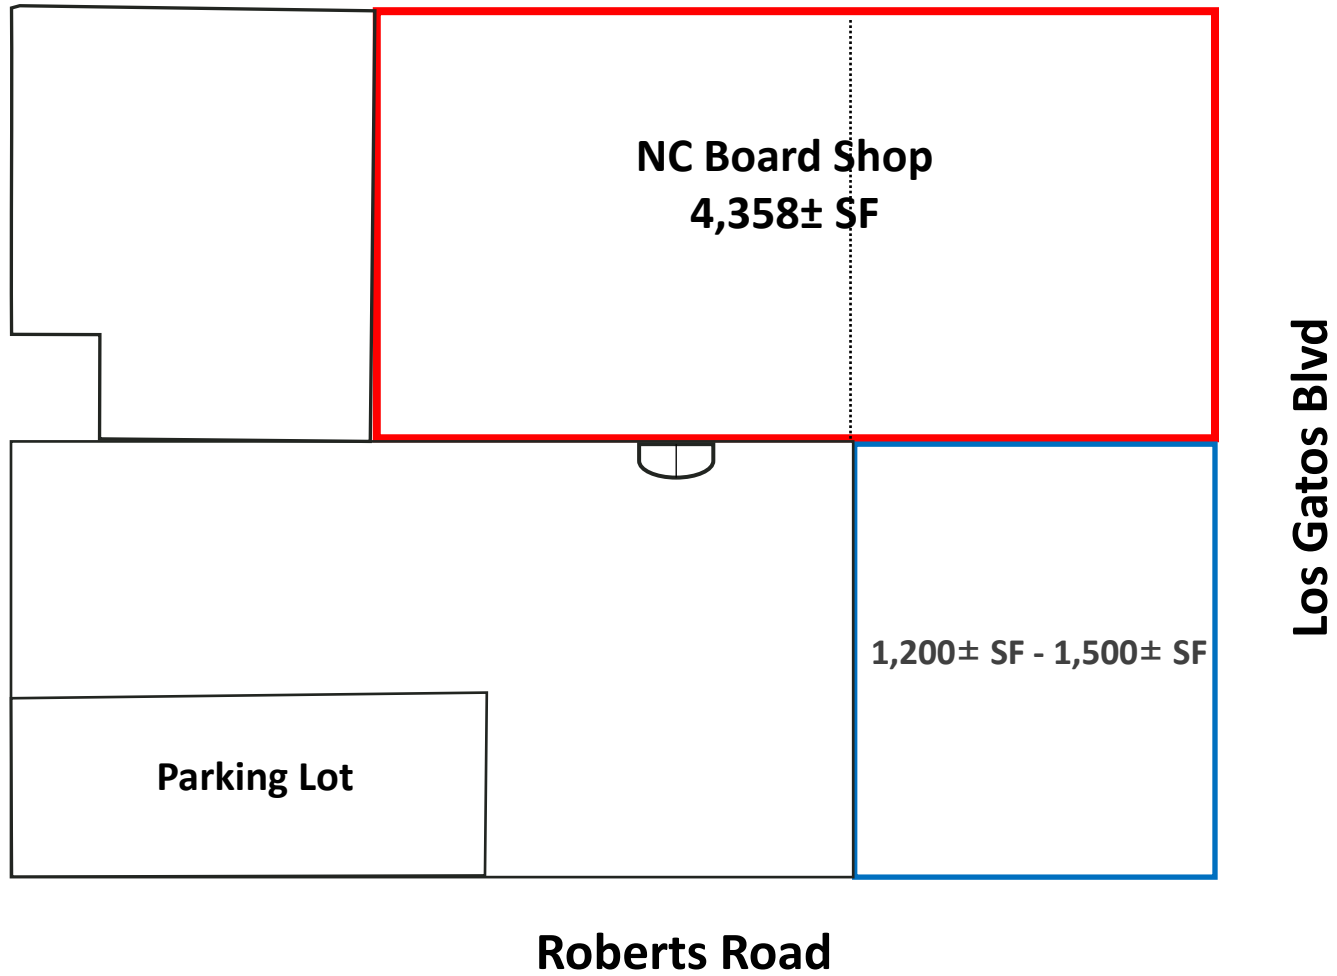 NC Board Shop
4,358± SF
Los Gatos Blvd
1,200± SF - 1,500± SF
Parking Lot
Roberts Road